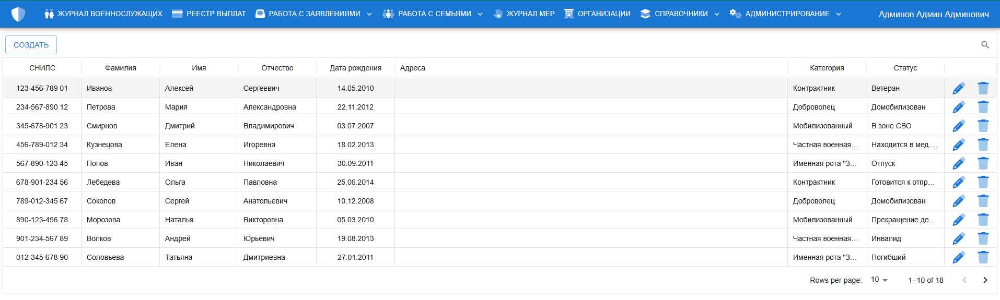 ЖУРНАЛ ВОЕННОСЛУЖАЩИХ РЕЕСТР ВЫПЛАТ РАБОТА С ЗАЯВЛЕНИЯМИ РАБОТА С СЕМЬЯМИ ЖУРНАЛ МЕР ОРГАНИЗАЦИИ СПРАВОЧНИКИ АДМИНИСТРИРОВАНИЕ Админов Админ Админович
СОЗДАТЬ
СНИЛС Фамилия Имя Отчество Дата рождения Адреса Категория Статус
123-456-789 01 Иванов Алексей Сергеевич 14.05.2010 Контрактник Ветеран
234-567-890 12 Петрова Мария Александровна 22.11.2012 Доброволец Домобилизован
345-678-901 23 Смирнов Дмитрий Владимирович 03.07.2007 Мобилизованный В зоне СВО
456-789-012 34 Кузнецова Елена Игоревна 18.02.2013 Частная военная... Находится в мед....
567-890-123 45 Попов Иван Николаевич 30.09.2011 Именная рота "З... Отпуск
678-901-234 56 Лебедева Ольга Павловна 25.06.2014 Контрактник Готовится к отпр...
789-012-345 67 Соколов Сергей Анатольевич 10.12.2008 Доброволец Домобилизован
890-123-456 78 Морозова Наталья Викторовна 05.03.2010 Мобилизованный Прекращение де...
901-234-567 89 Волков Андрей Юрьевич 19.08.2013 Частная военная... Инвалид
012-345-678 90 Соловьева Татьяна Дмитриевна 27.01.2011 Именная рота "З... Погибший
Rows per page: 10 1–10 of 18